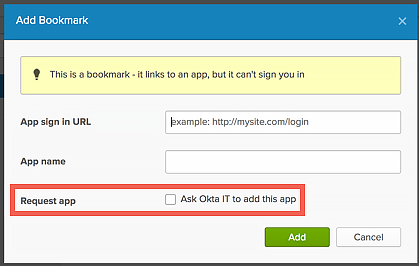 Add Bookmark
This is a bookmark - it links to an app, but it can't sign you in
App sign in URL
example: http://mysite.com/login
App name
Request app
Ask Okta IT to add this app
Add
Cancel